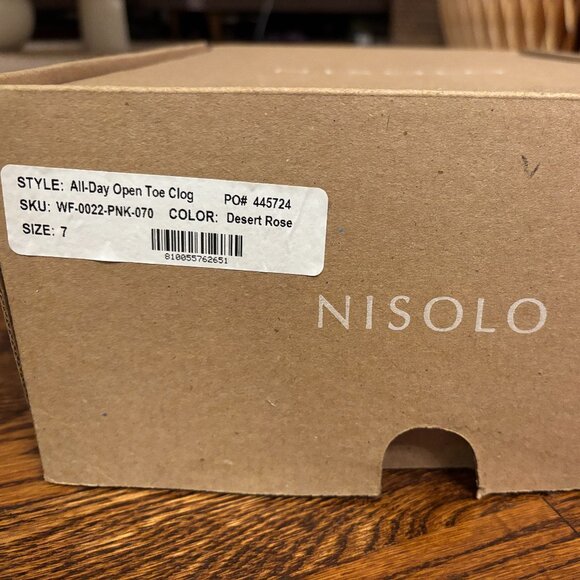 STYLE: All-Day Open Toe Clog PO# 445724
SKU: WF-0022-PNK-070 COLOR: Desert Rose
SIZE: 7
810055762651
NISOLO